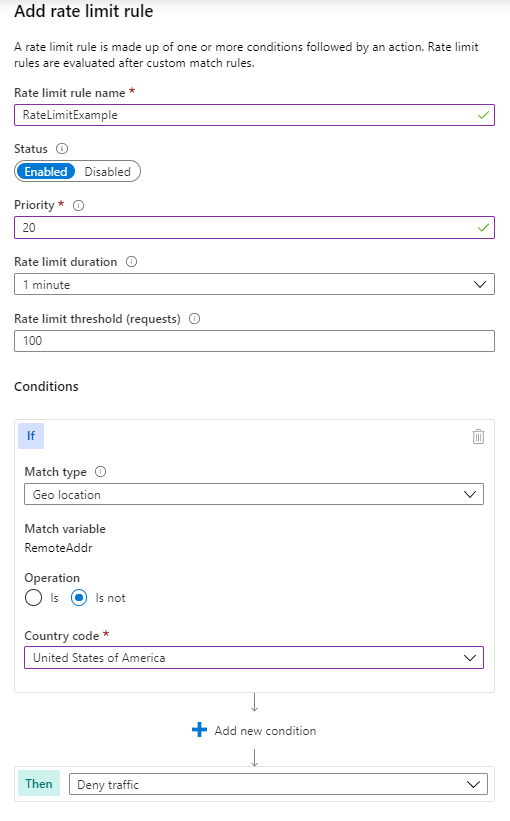 Add rate limit rule
A rate limit rule is made up of one or more conditions followed by an action. Rate limit
rules are evaluated after custom match rules.
Rate limit rule name *
RateLimitExample
Status
Enabled Disabled
Priority *
20
Rate limit duration
1 minute
Rate limit threshold (requests)
100
Conditions
If
Match type
Geo location
Match variable
RemoteAddr
Operation
Is Is not
Country code *
United States of America
Add new condition
Then Deny traffic